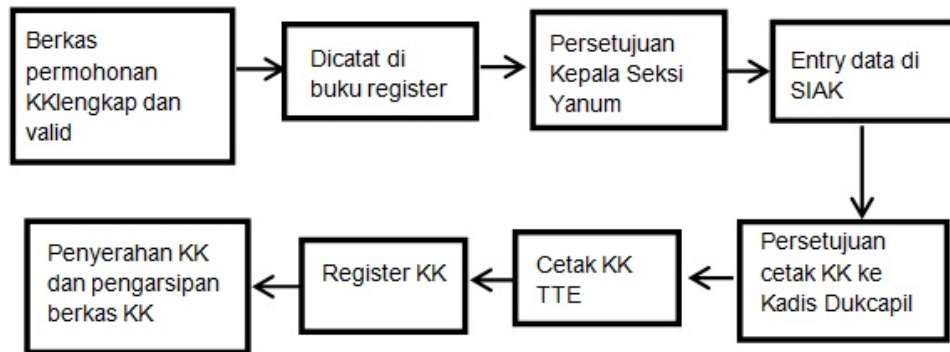 Berkas
permohonan
KKlengkap dan
valid
Dicatat di
buku register
Persetujuan
Kepala Seksi
Yanum
Entry data di
SIAK
Persetujuan
cetak KK ke
Kadis Dukcapil
Cetak KK
TTE
Register KK
Penyerahan KK
dan pengarsipan
berkas KK